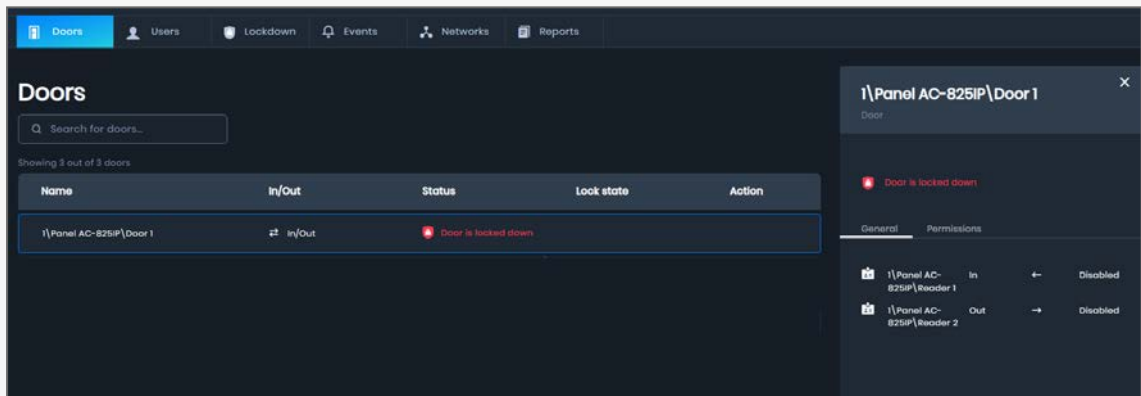 Doors Users Lockdown Events Networks Reports
Doors
Search for doors...
Showing 3 out of 3 doors
Name In/Out Status Lock state Action
1\Panel AC-825IP\Door 1 In/Out Door is locked down
1\Panel AC-825IP\Door 1
Door
Door is locked down
General Permissions
1\Panel AC- In ← Disabled
825IP\Reader 1
1\Panel AC- Out → Disabled
825IP\Reader 2